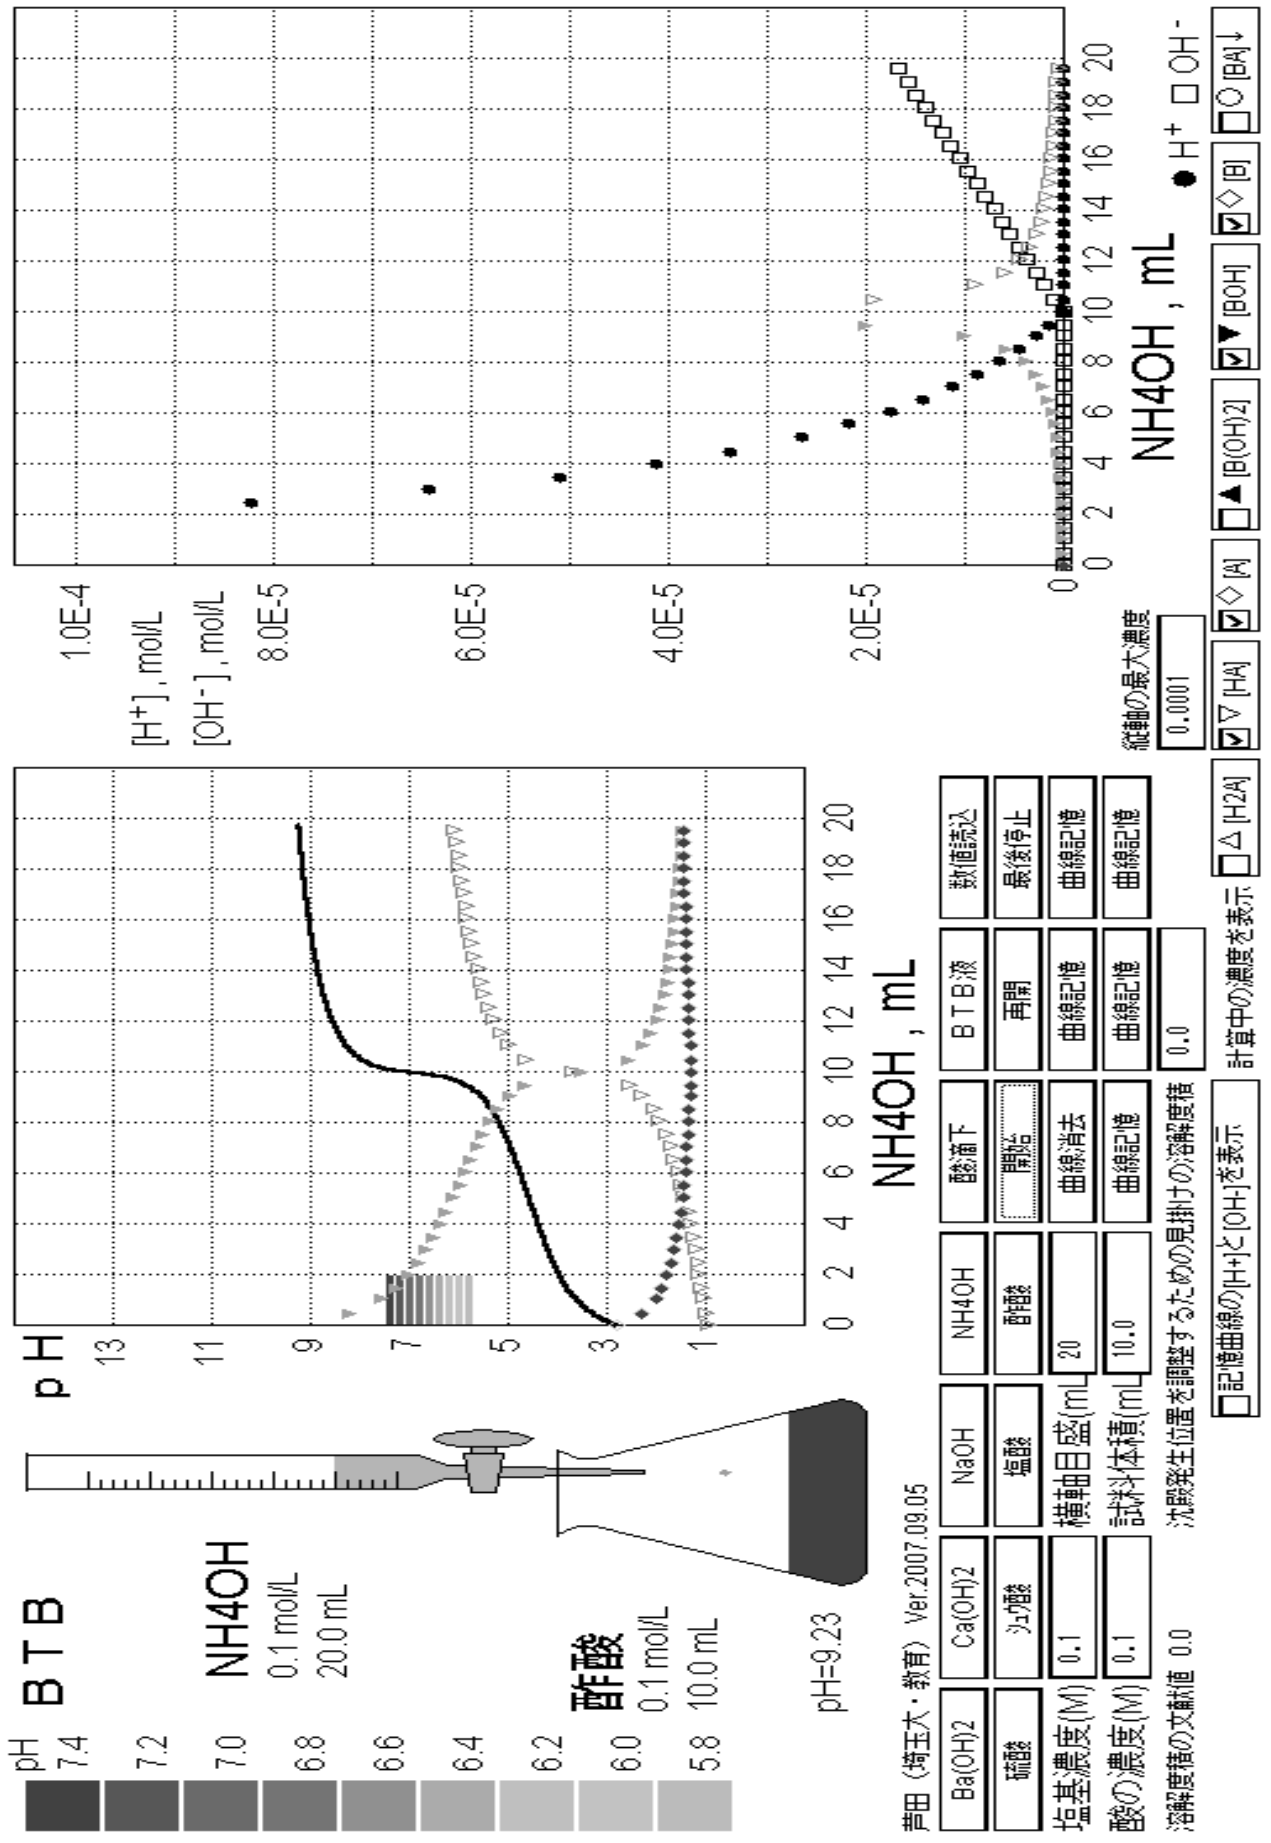 BTB
pH
7.4
7.2
7.0
6.8
6.6
6.4
6.2
6.0
5.8
NH4OH
0.1 mol/L
20.0 mL
酢酸
0.1 mol/L
10.0 mL
pH=9.23
pH
13
11
9
7
5
3
1
0 2 4 6 8 10 12 14 16 18 20
NH4OH , mL
[H+] , mol/L
[OH-] , mol/L
1.0E-4
8.0E-5
6.0E-5
4.0E-5
2.0E-5
0
0 2 4 6 8 10 12 14 16 18 20
NH4OH , mL
● H+ □ OH-
芦田（埼玉大・教育） Ver.2007.09.05
Ba(OH)2 Ca(OH)2 NaOH NH4OH 酸滴下 BTB液 数値読込
硫酸 シュウ酸 塩酸 酢酸 開始 再開 最後停止
塩基濃度(M) 0.1 横軸目盛(mL 20 曲線消去 曲線記憶 曲線記憶
酸の濃度(M) 0.1 試料体積(mL 10.0 曲線記憶 曲線記憶 曲線記憶
溶解度積の文献値 0.0 沈殿発生位置を調整するための見掛けの溶解度積 0.0
縦軸の最大濃度
0.0001
記憶曲線の[H+]と[OH-]を表示 計算中の濃度を表示 △ [H2A] ▽ [HA] ◇ [A] ▲ [B(OH)2] ▼ [BOH] ◇ [B] ○ [BA]↓